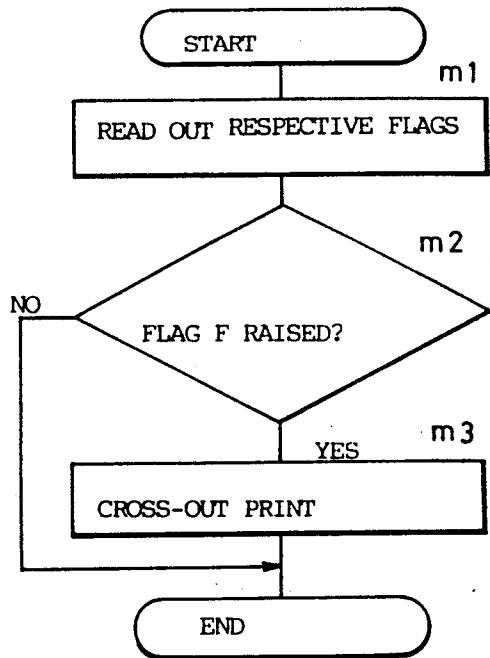 START
m1
READ OUT RESPECTIVE FLAGS
m2
NO
FLAG F RAISED?
YES
m3
CROSS-OUT PRINT
END